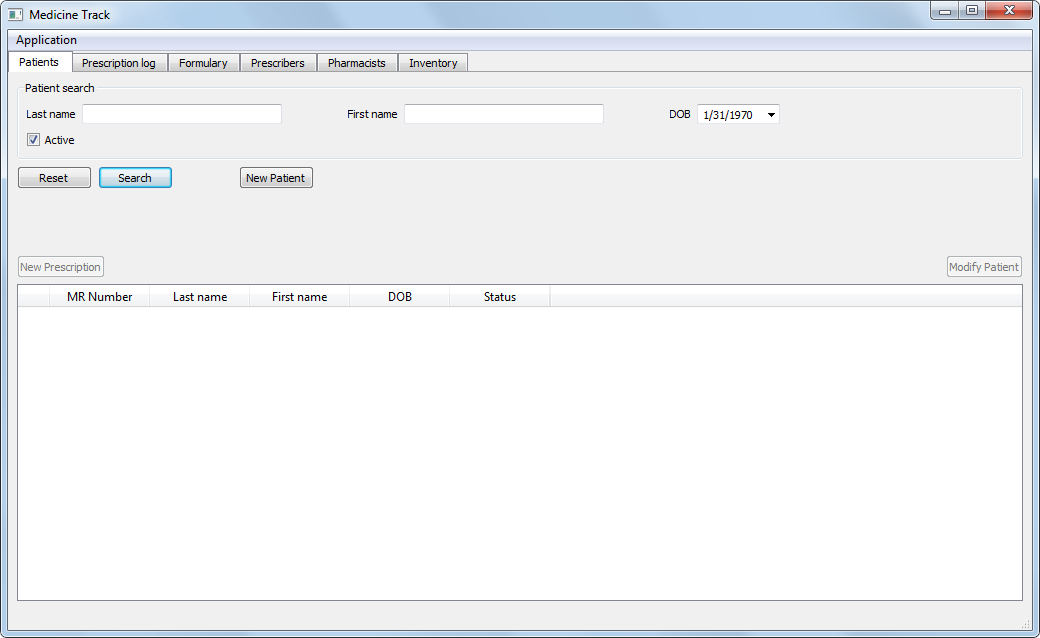 Medicine Track
Application
Patients Prescription log Formulary Prescribers Pharmacists Inventory
Patient search
Last name First name DOB 1/31/1970
Active
Reset Search New Patient
New Prescription Modify Patient
MR Number Last name First name DOB Status